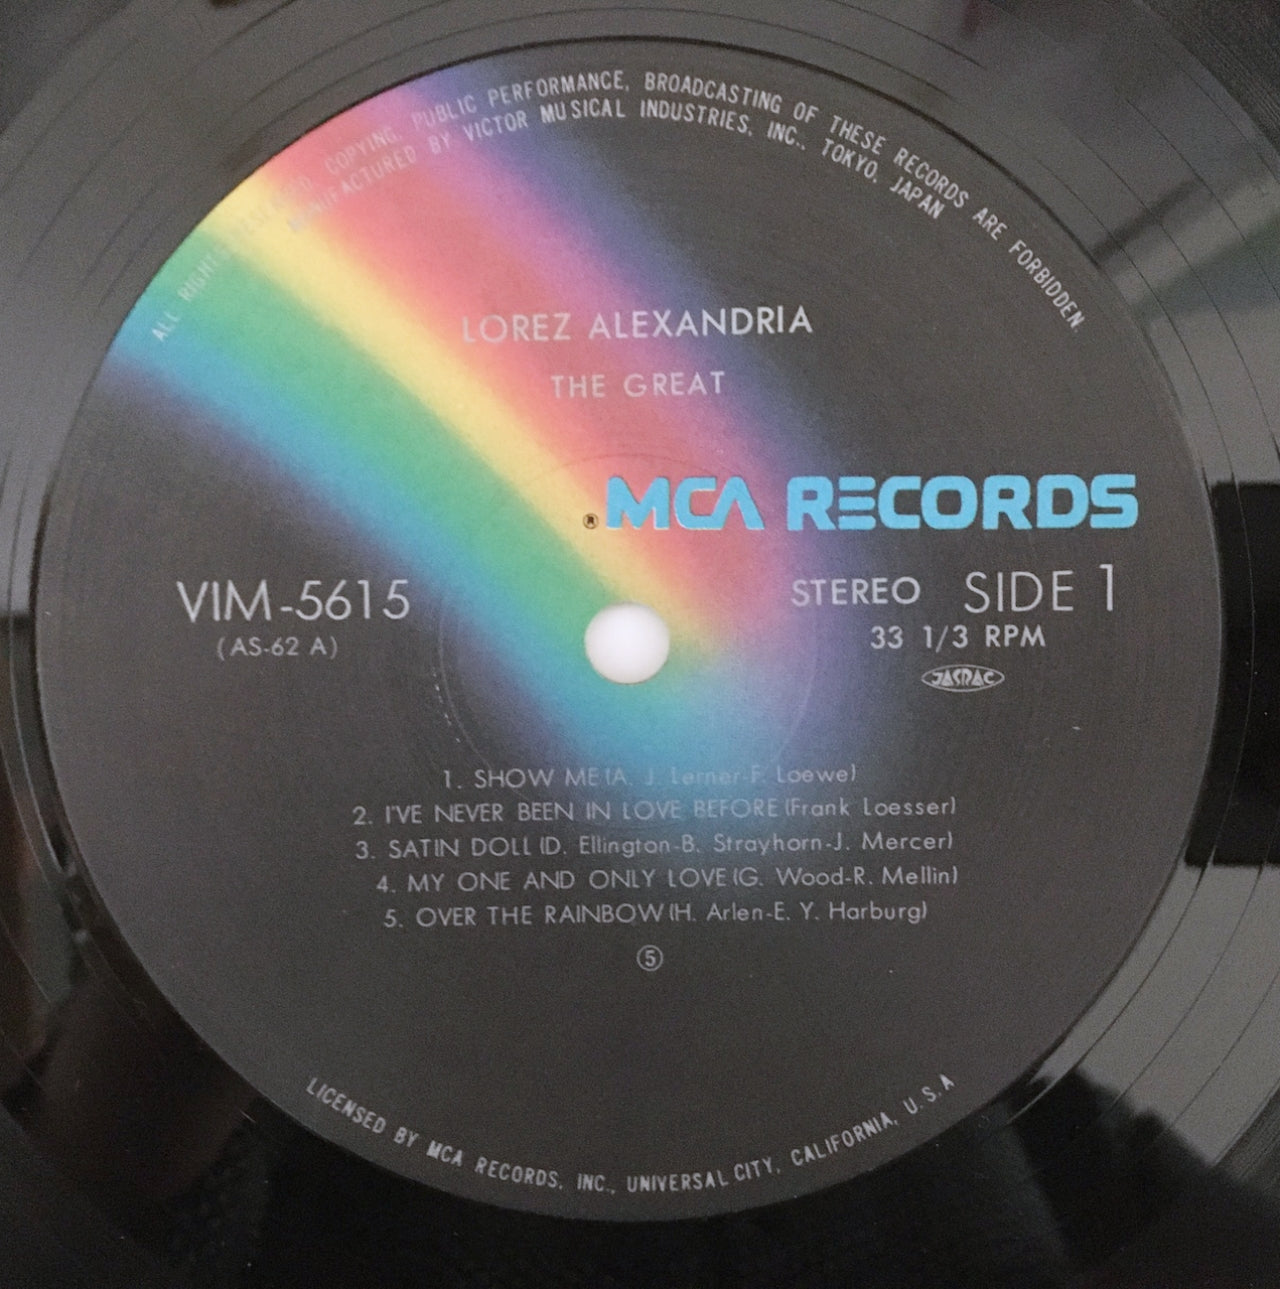 ALL RIGHTS RESERVED. COPYING. PUBLIC PERFORMANCE, BROADCASTING OF THESE RECORDS ARE FORBIDDEN
MANUFACTURED BY VICTOR MUSICAL INDUSTRIES, INC., TOKYO, JAPAN
LOREZ ALEXANDRIA
THE GREAT
® MCA RECORDS
VIM-5615
(AS-62 A)
STEREO SIDE 1
33 1/3 RPM
JASRAC
1. SHOW ME (A. J. Lerner-F. Loewe)
2. I'VE NEVER BEEN IN LOVE BEFORE (Frank Loesser)
3. SATIN DOLL (D. Ellington-B. Strayhorn-J. Mercer)
4. MY ONE AND ONLY LOVE (G. Wood-R. Mellin)
5. OVER THE RAINBOW (H. Arlen-E. Y. Harburg)
⑤
LICENSED BY MCA RECORDS, INC., UNIVERSAL CITY, CALIFORNIA, U.S.A